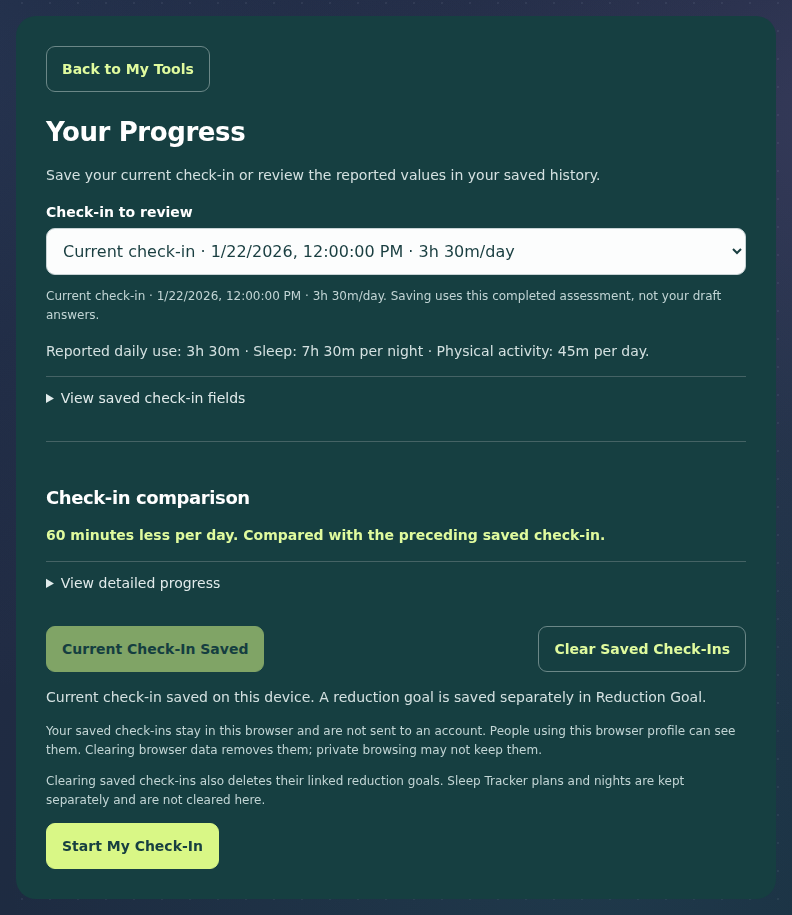 Back to My Tools
Your Progress
Save your current check-in or review the reported values in your saved history.
Check-in to review
Current check-in · 1/22/2026, 12:00:00 PM · 3h 30m/day
Current check-in · 1/22/2026, 12:00:00 PM · 3h 30m/day. Saving uses this completed assessment, not your draft
answers.
Reported daily use: 3h 30m · Sleep: 7h 30m per night · Physical activity: 45m per day.
View saved check-in fields
Check-in comparison
60 minutes less per day. Compared with the preceding saved check-in.
View detailed progress
Current Check-In Saved
Clear Saved Check-Ins
Current check-in saved on this device. A reduction goal is saved separately in Reduction Goal.
Your saved check-ins stay in this browser and are not sent to an account. People using this browser profile can see
them. Clearing browser data removes them; private browsing may not keep them.
Clearing saved check-ins also deletes their linked reduction goals. Sleep Tracker plans and nights are kept
separately and are not cleared here.
Start My Check-In